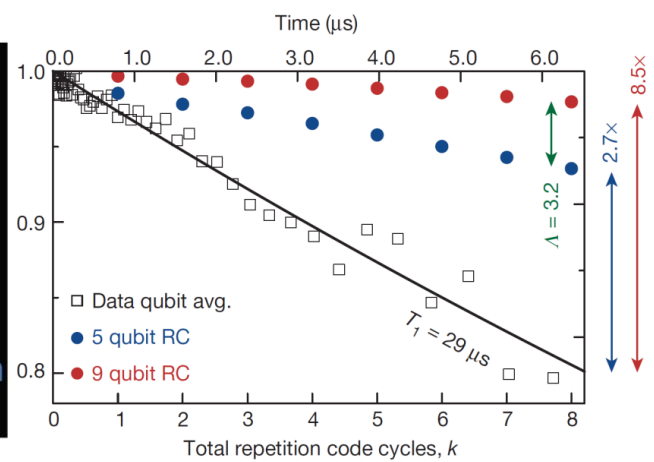 Time (μs)
0.0 1.0 2.0 3.0 4.0 5.0 6.0
1.0
0.9
0.8
8.5×
2.7×
Λ = 3.2
T₁ = 29 μs
Data qubit avg.
5 qubit RC
9 qubit RC
0 1 2 3 4 5 6 7 8
Total repetition code cycles, k